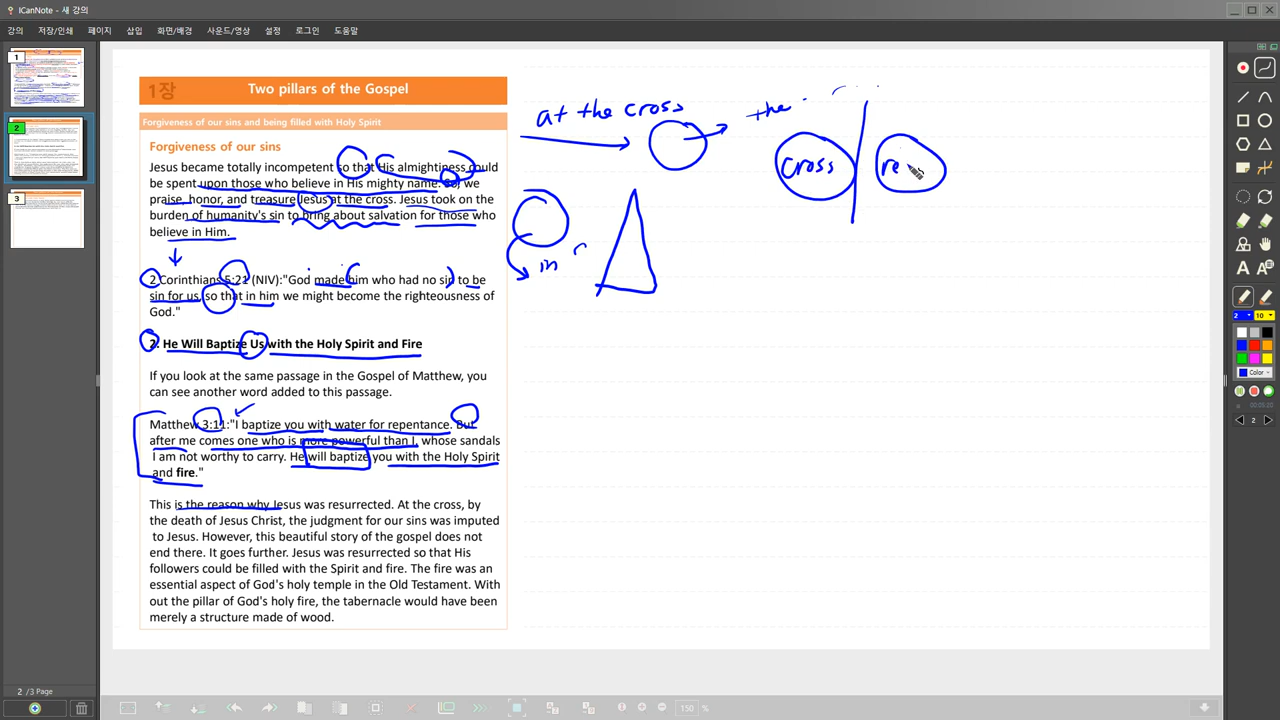 ICanNote - 새 강의
강의 저장/인쇄 페이지 삽입 화면/배경 사운드/영상 설정 로그인 도움말
1
2
3
1장 Two pillars of the Gospel
Forgiveness of our sins and being filled with Holy Spirit
Forgiveness of our sins
Jesus became totally incompetent so that His almightiness could
be spent upon those who believe in His mighty name. So, we
praise, honor, and treasure Jesus at the cross. Jesus took on the
burden of humanity's sin to bring about salvation for those who
believe in Him.
2 Corinthians 5:21 (NIV):"God made him who had no sin to be
sin for us, so that in him we might become the righteousness of
God."
2. He Will Baptize Us with the Holy Spirit and Fire
If you look at the same passage in the Gospel of Matthew, you
can see another word added to this passage.
Matthew 3:11:"I baptize you with water for repentance. But
after me comes one who is more powerful than I, whose sandals
I am not worthy to carry. He will baptize you with the Holy Spirit
and fire."
This is the reason why Jesus was resurrected. At the cross, by
the death of Jesus Christ, the judgment for our sins was imputed
to Jesus. However, this beautiful story of the gospel does not
end there. It goes further. Jesus was resurrected so that His
followers could be filled with the Spirit and fire. The fire was an
essential aspect of God's holy temple in the Old Testament. With
out the pillar of God's holy fire, the tabernacle would have been
merely a structure made of wood.
at the cross
the
cross
re
in
2
10
Color
2
2 /3 Page
150 %